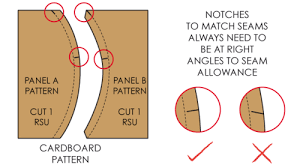 PANEL A
PATTERN
CUT 1
RSU
PANEL B
PATTERN
CUT 1
RSU
CARDBOARD
PATTERN
NOTCHES
TO MATCH SEAMS
ALWAYS NEED TO
BE AT RIGHT
ANGLES TO SEAM
ALLOWANCE